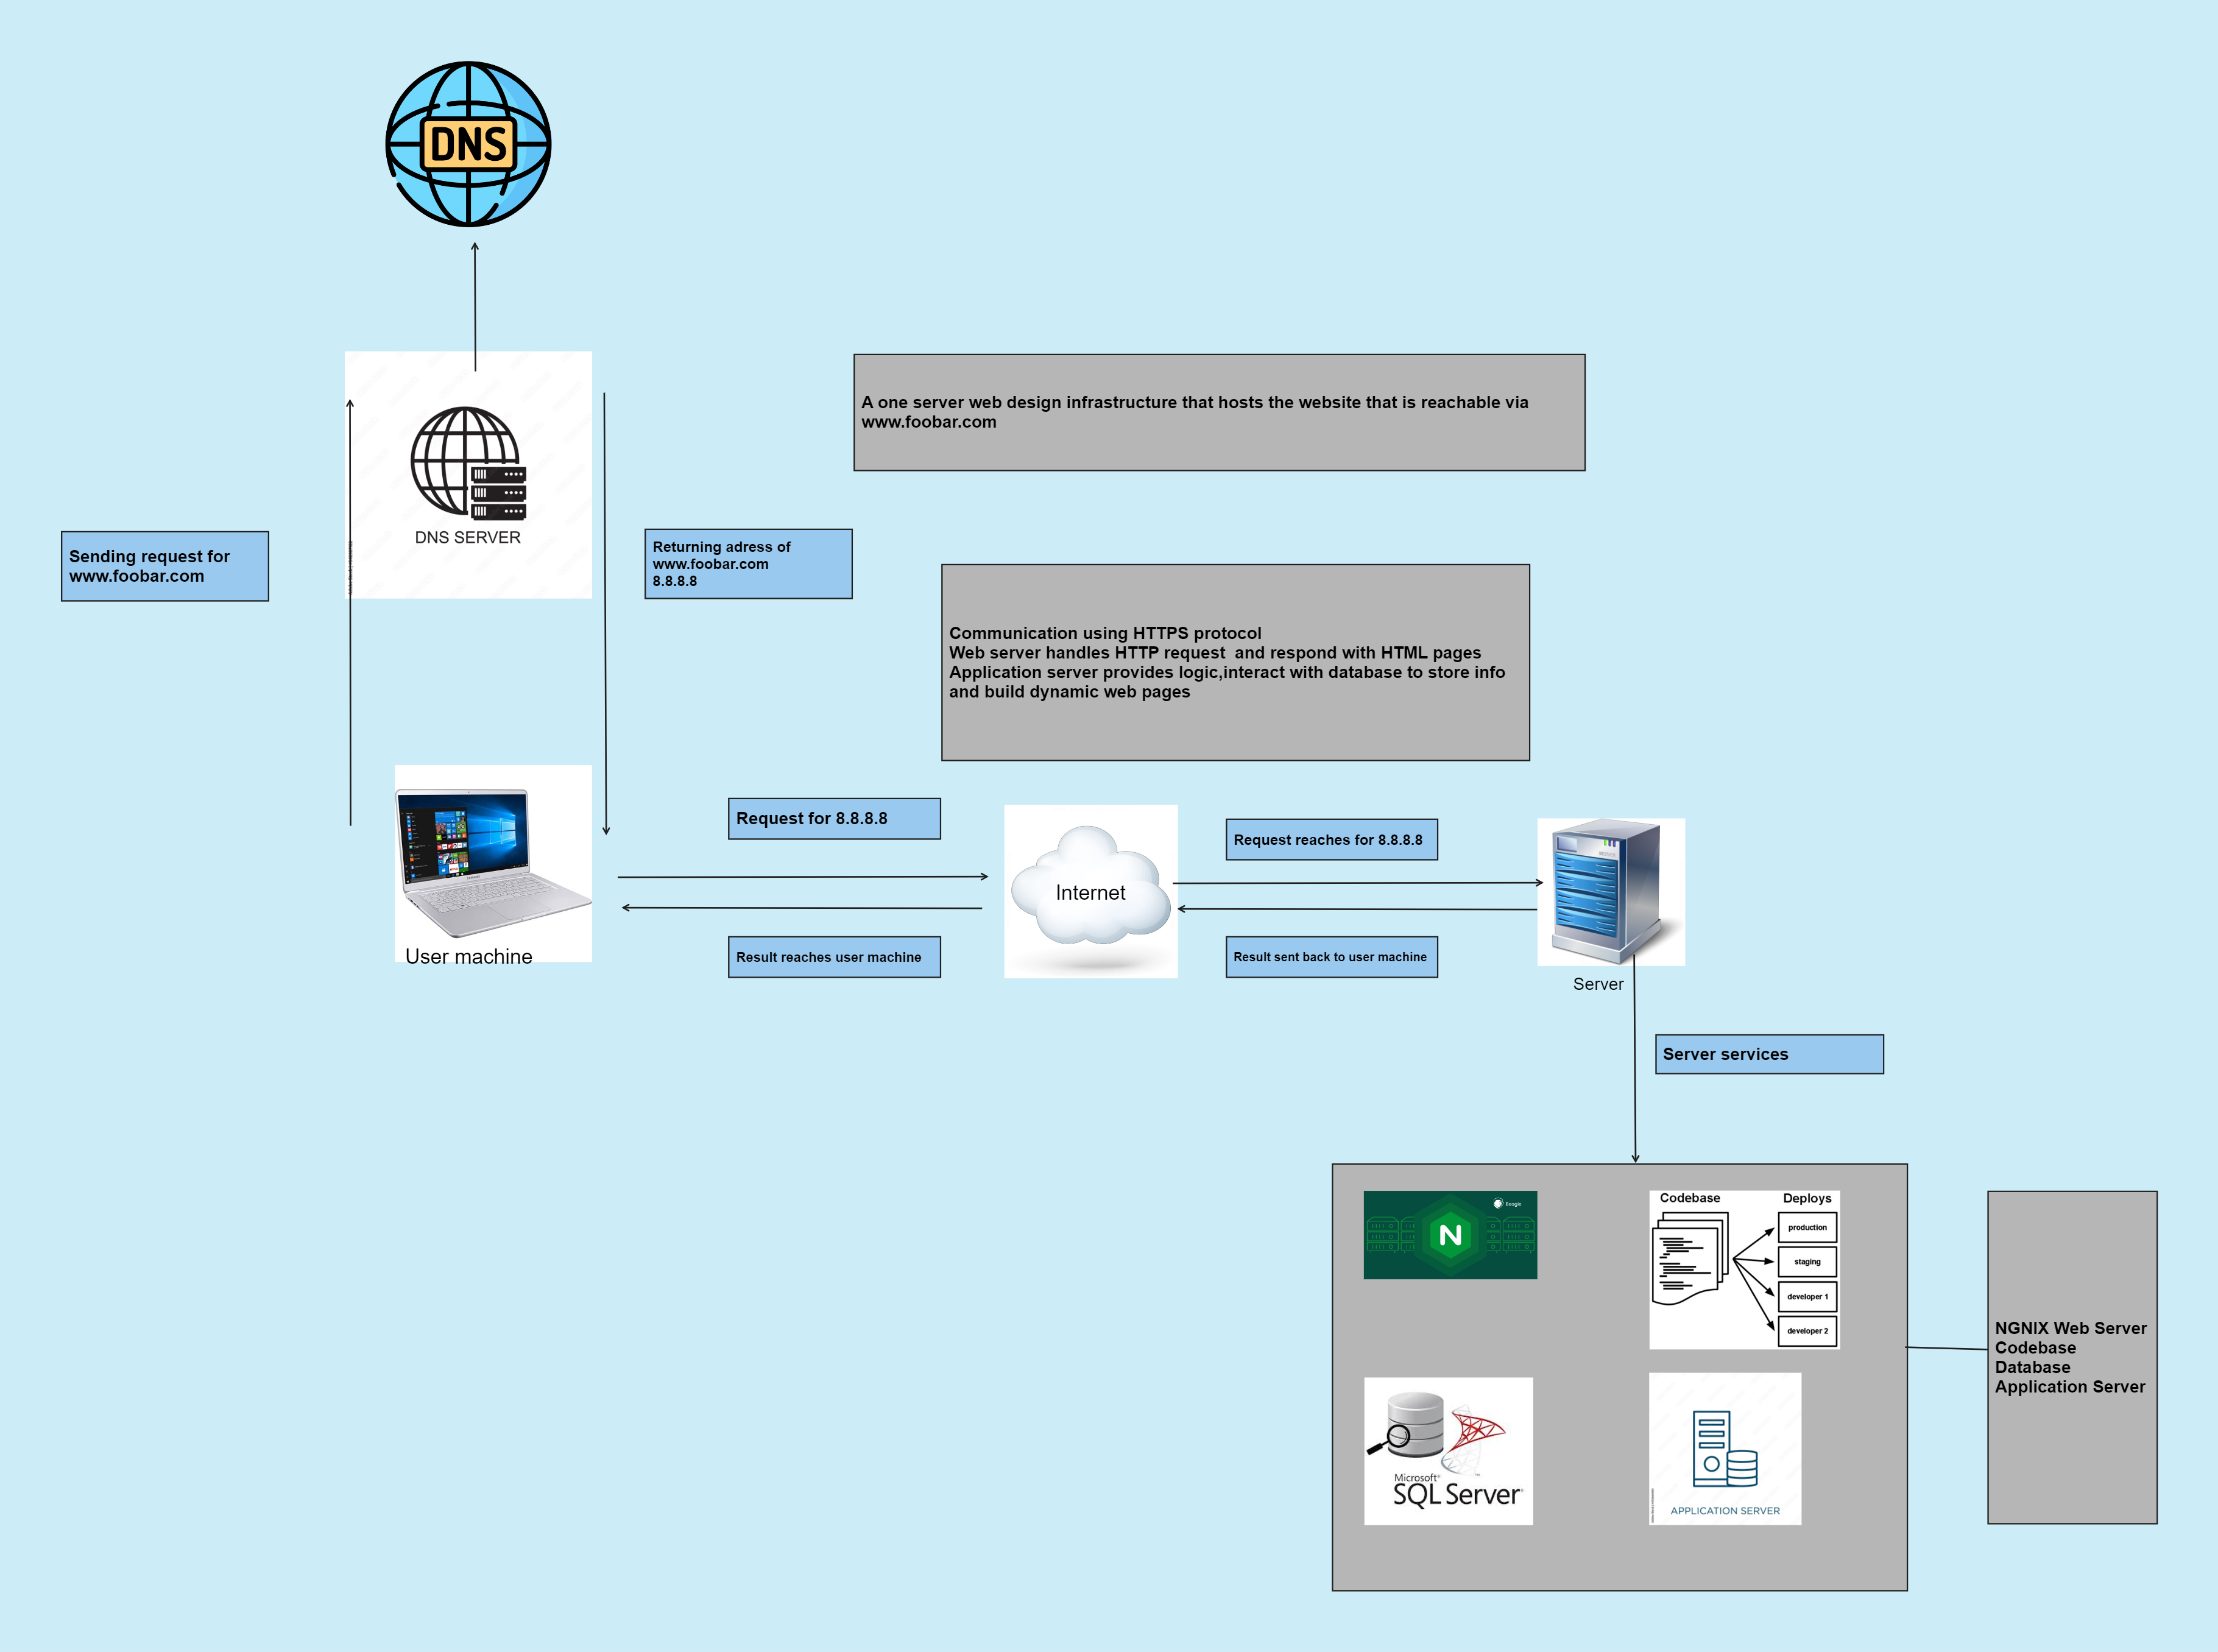 DNS
DNS SERVER
A one server web design infrastructure that hosts the website that is reachable via
www.foobar.com
Sending request for
www.foobar.com
Returning adress of
www.foobar.com
8.8.8.8
Communication using HTTPS protocol
Web server handles HTTP request  and respond with HTML pages
Application server provides logic,interact with database to store info
and build dynamic web pages
Request for 8.8.8.8
Internet
Request reaches for 8.8.8.8
User machine
Result reaches user machine
Result sent back to user machine
Server
Server services
N
Codebase
Deploys
production
staging
developer 1
developer 2
Microsoft
SQL Server
APPLICATION SERVER
NGNIX Web Server
Codebase
Database
Application Server